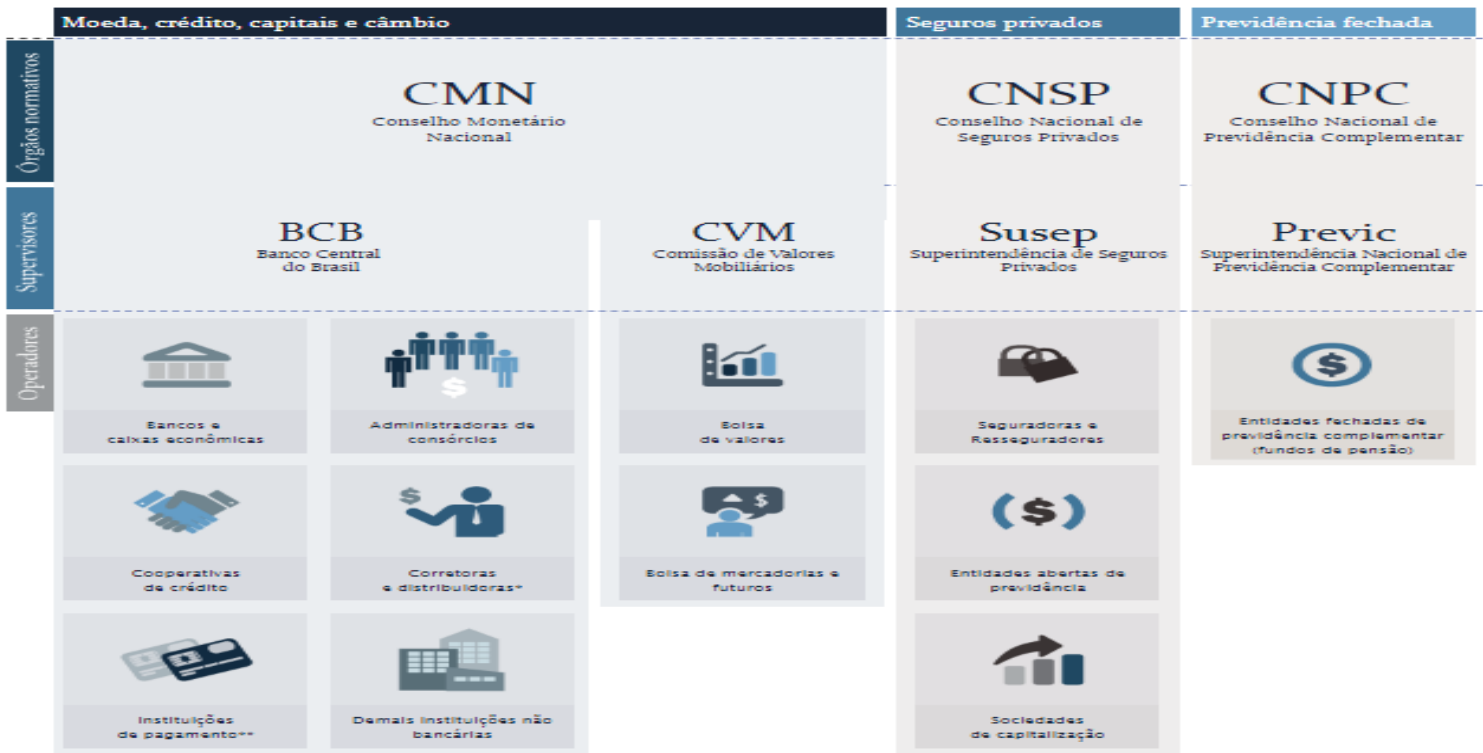 Moeda, crédito, capitais e câmbio
Seguros privados
Previdência fechada
Órgãos normativos
CMN
Conselho Monetário
Nacional
CNSP
Conselho Nacional de
Seguros Privados
CNPC
Conselho Nacional de
Previdência Complementar
Supervisores
BCB
Banco Central
do Brasil
CVM
Comissão de Valores
Mobiliários
Susep
Superintendência de Seguros
Privados
Previc
Superintendência Nacional de
Previdência Complementar
Operadores
Bancos e
caixas econômicas
Administradoras de
consórcios
Bolsa
de valores
Seguradoras e
Resseguradores
Entidades fechadas de
previdência complementar
(fundos de pensão)
Cooperativas
de crédito
Corretoras
e distribuidoras*
Bolsa de mercadorias e
futuros
Entidades abertas de
previdência
Instituições
de pagamento**
Demais instituições não
bancárias
Sociedades
de capitalização
$
$
$
$
$